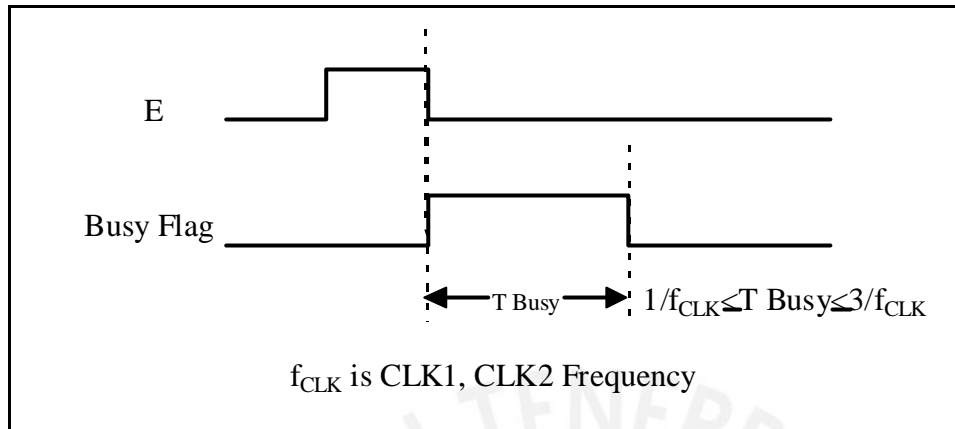 E
Busy Flag
T Busy
1/fCLK≤T Busy≤3/fCLK
fCLK is CLK1, CLK2 Frequency